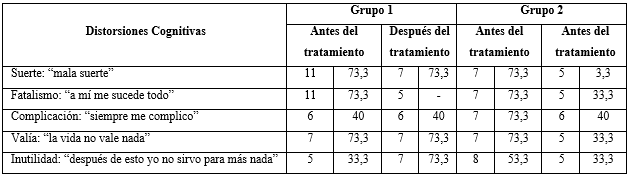 Distorsiones Cognitivas Grupo 1 Grupo 2
Antes del tratamiento Después del tratamiento Antes del tratamiento Antes del tratamiento
Suerte: “mala suerte” 11 73,3 7 73,3 7 73,3 5 3,3
Fatalismo: “a mí me sucede todo” 11 73,3 5 - 7 73,3 5 33,3
Complicación: “siempre me complico” 6 40 6 40 7 73,3 6 40
Valía: “la vida no vale nada” 7 73,3 7 73,3 7 73,3 5 33,3
Inutilidad: “después de esto yo no sirvo para más nada” 5 33,3 7 73,3 8 53,3 5 33,3